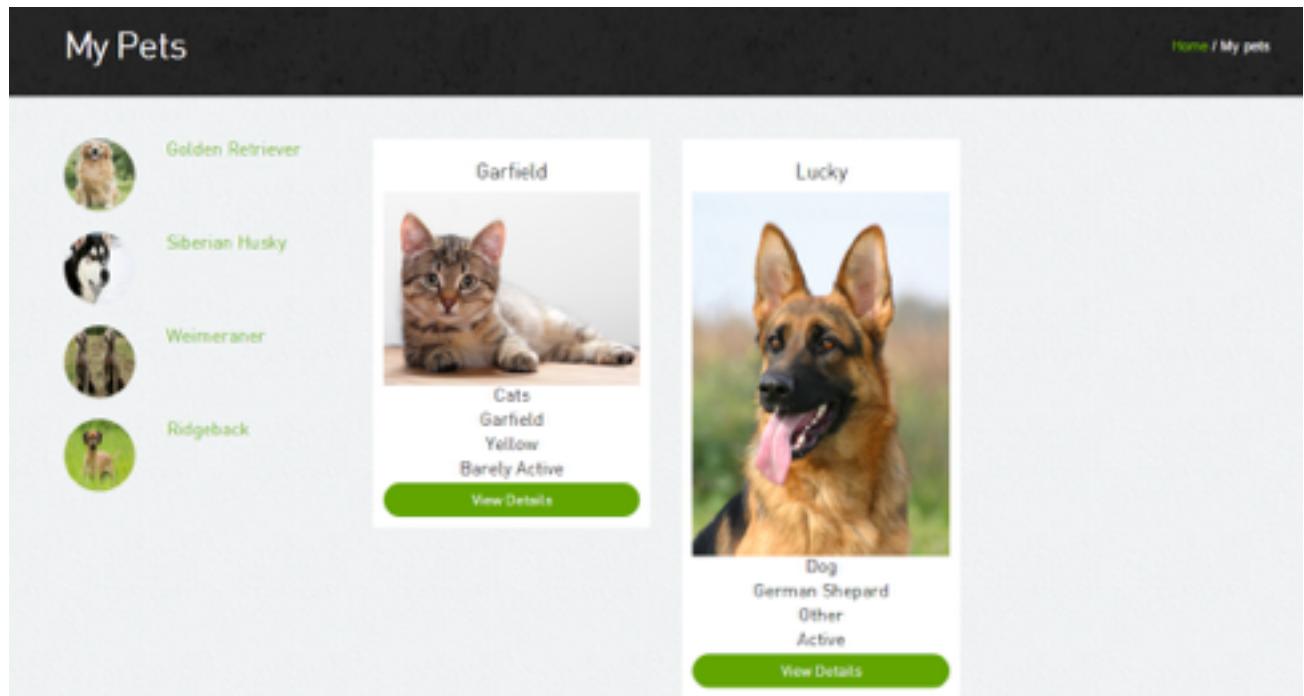 My Pets
Home / My pets
Golden Retriever
Siberian Husky
Weimeraner
Ridgeback
Garfield
Cats
Garfield
Yellow
Barely Active
View Details
Lucky
Dog
German Shepard
Other
Active
View Details